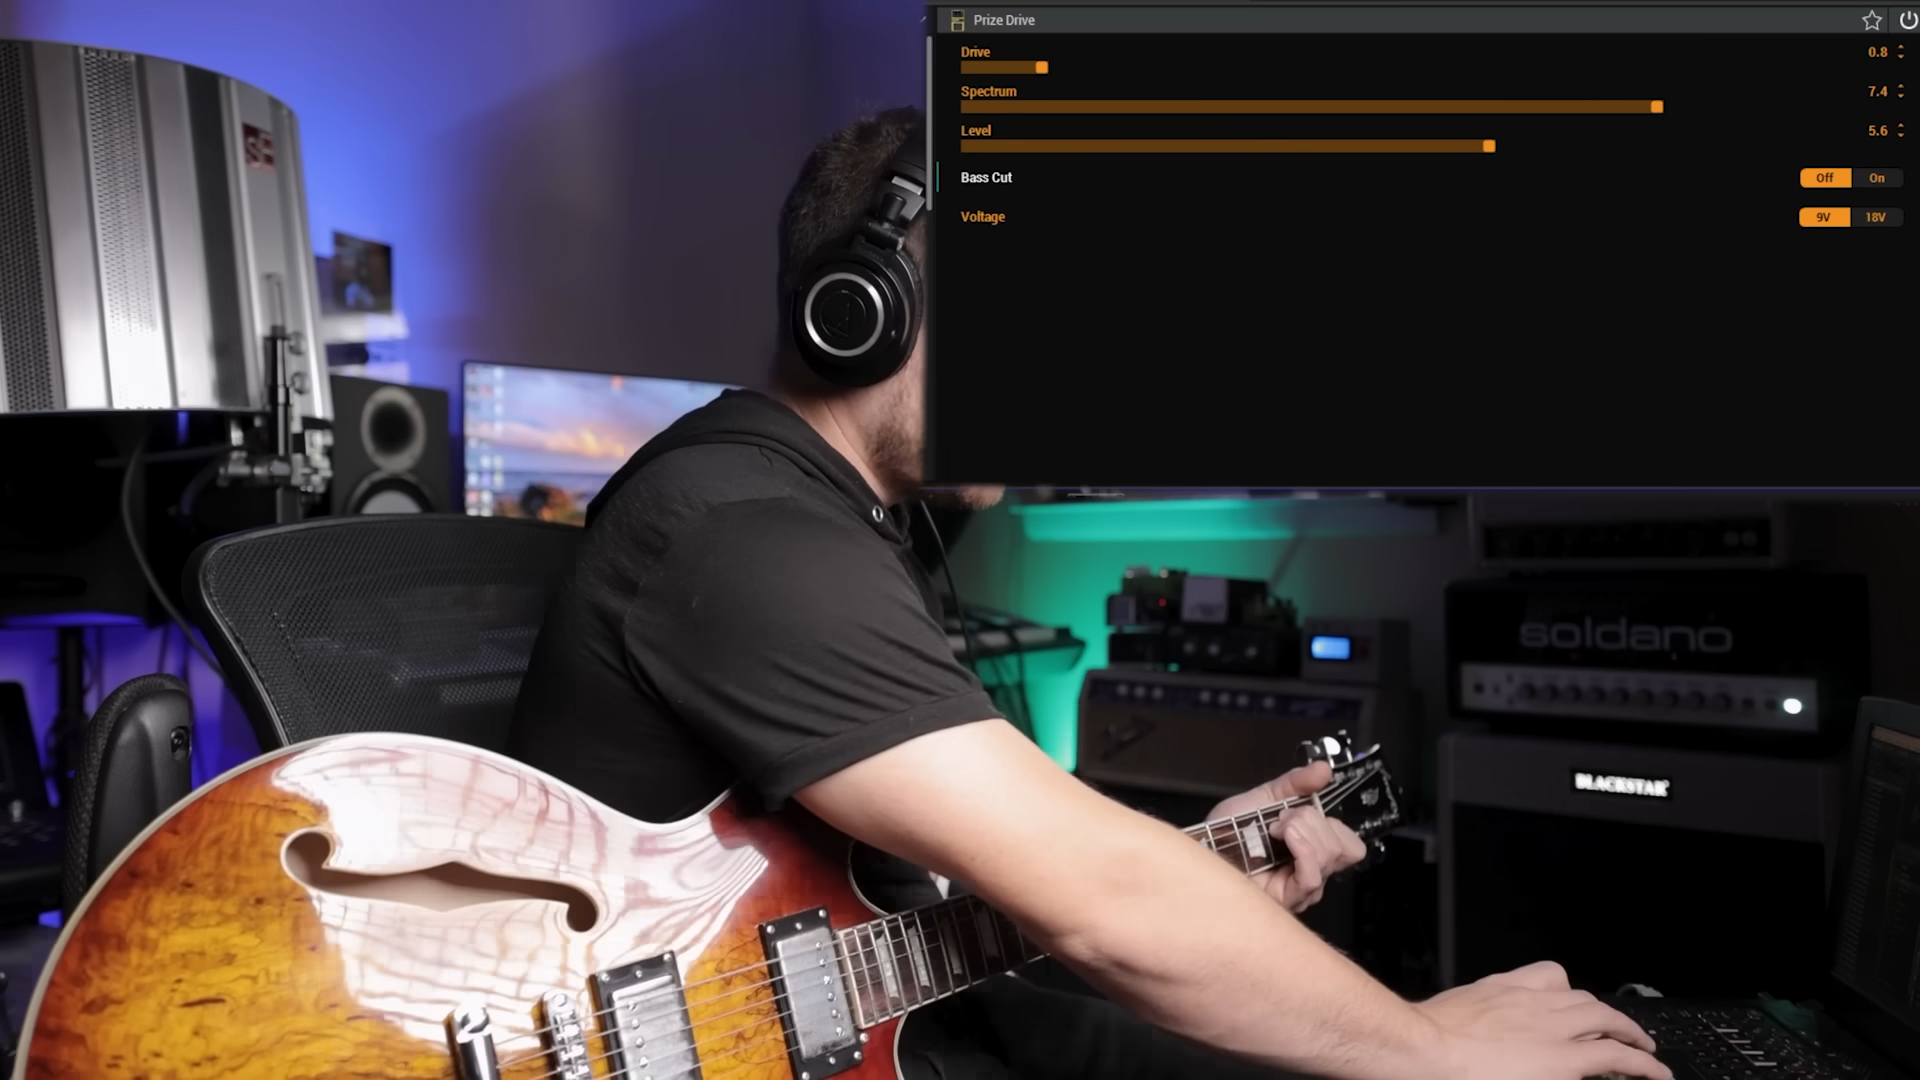 Prize Drive
Drive 0.8
Spectrum 7.4
Level 5.6
Bass Cut Off On
Voltage 9V 18V
sE
soldano
BLACKSTAR